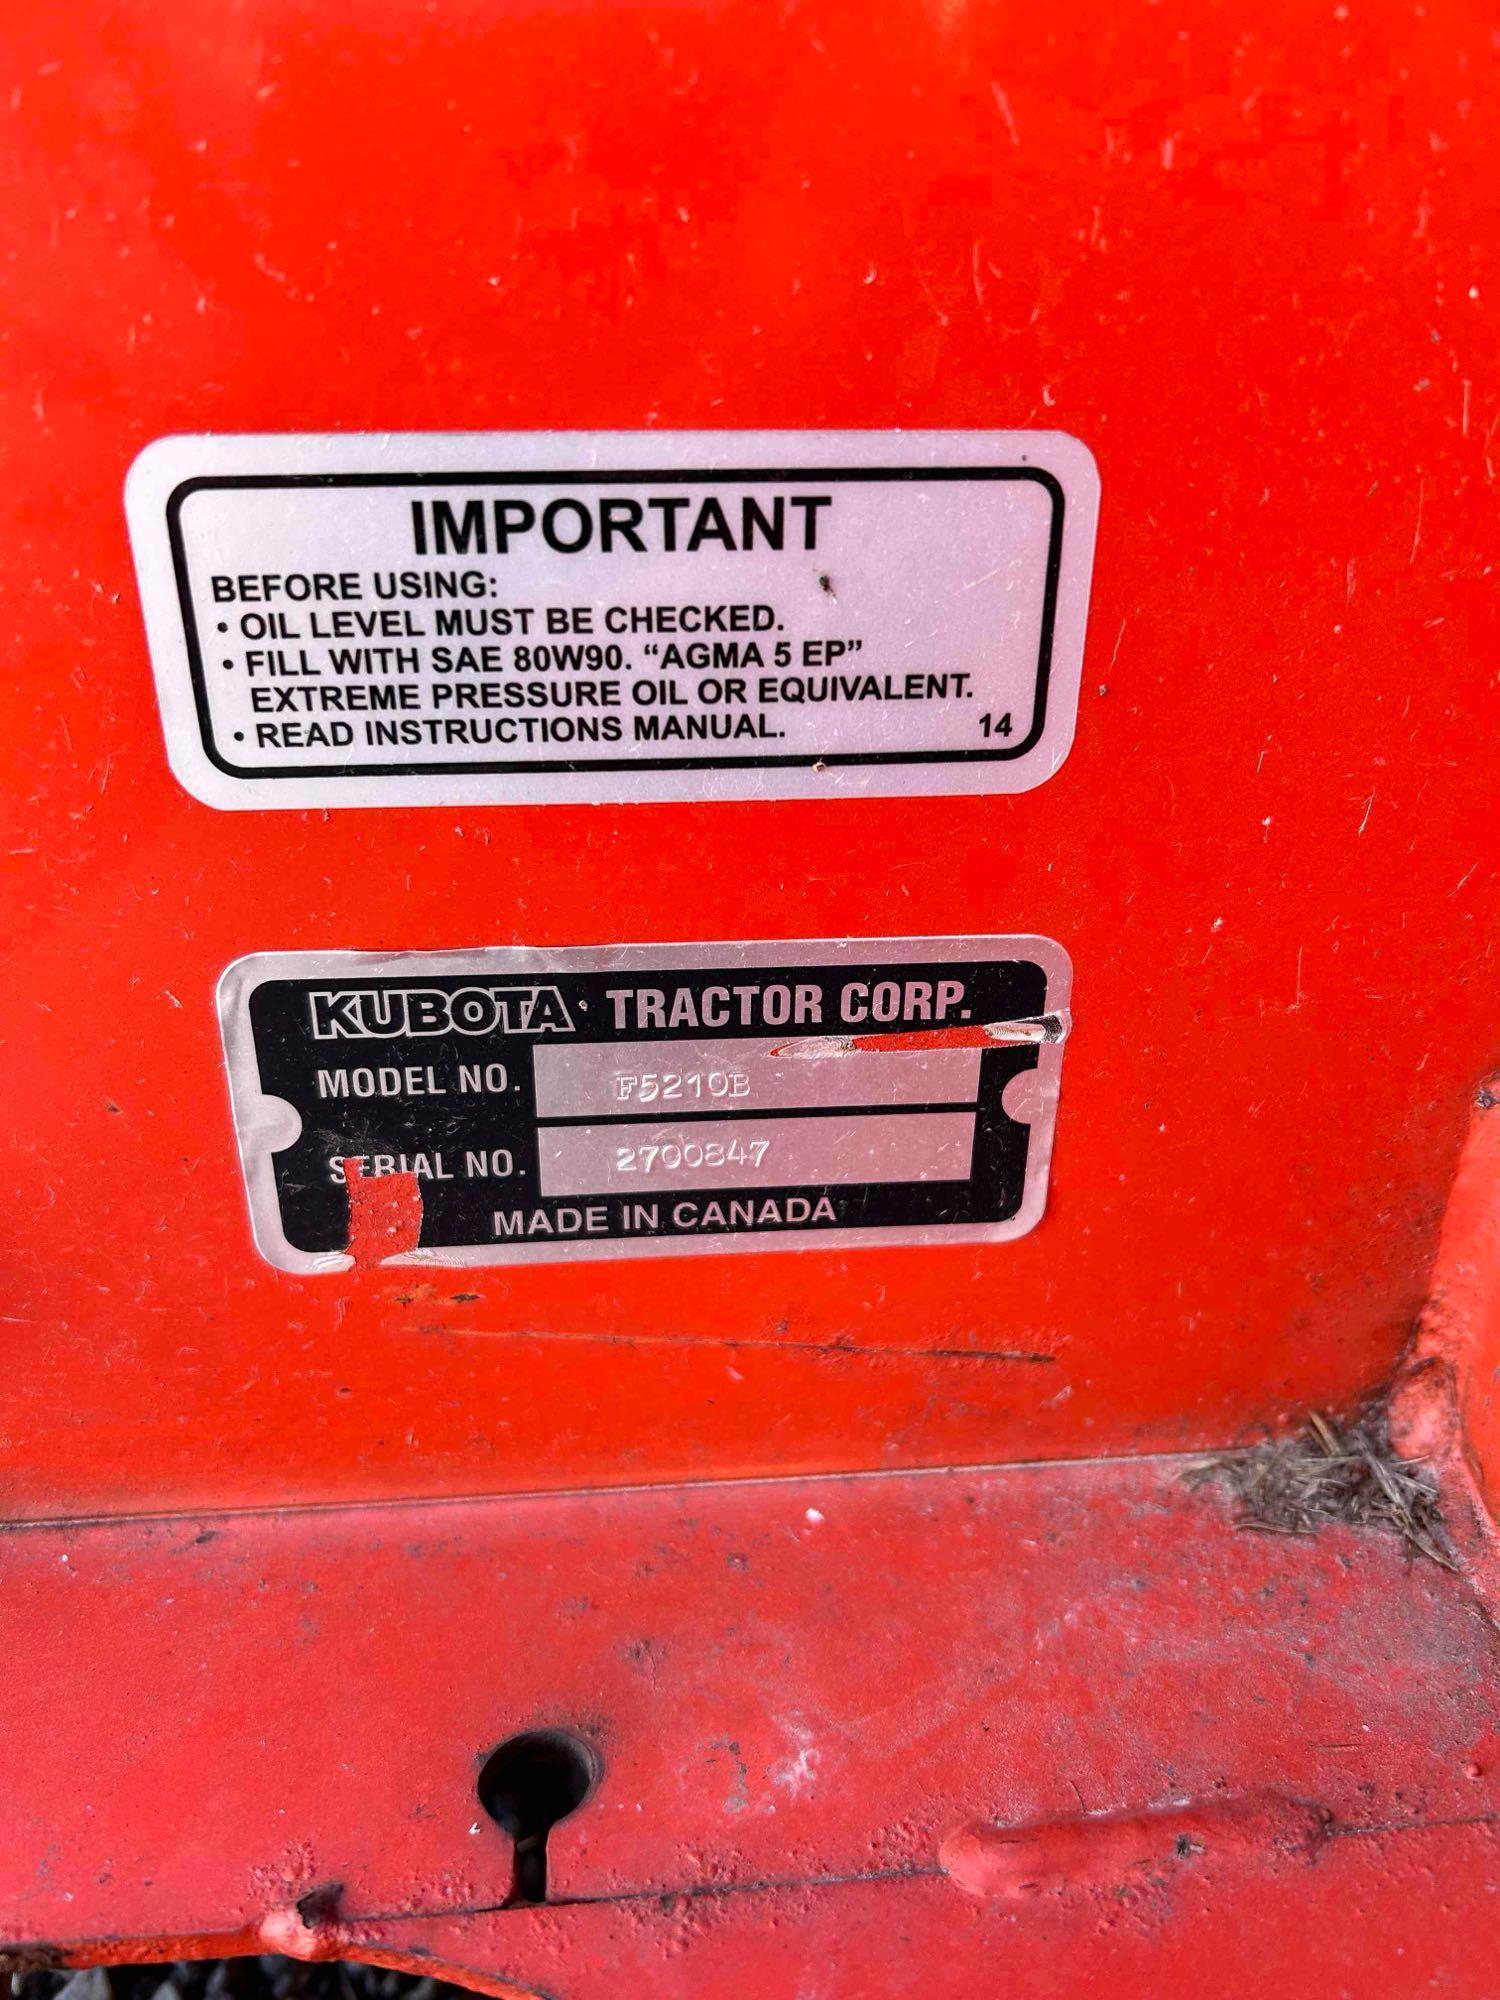 IMPORTANT
BEFORE USING:
• OIL LEVEL MUST BE CHECKED.
• FILL WITH SAE 80W90. “AGMA 5 EP”
EXTREME PRESSURE OIL OR EQUIVALENT.
• READ INSTRUCTIONS MANUAL. 14
KUBOTA TRACTOR CORP.
MODEL NO. F5210B
SERIAL NO. 2700847
MADE IN CANADA